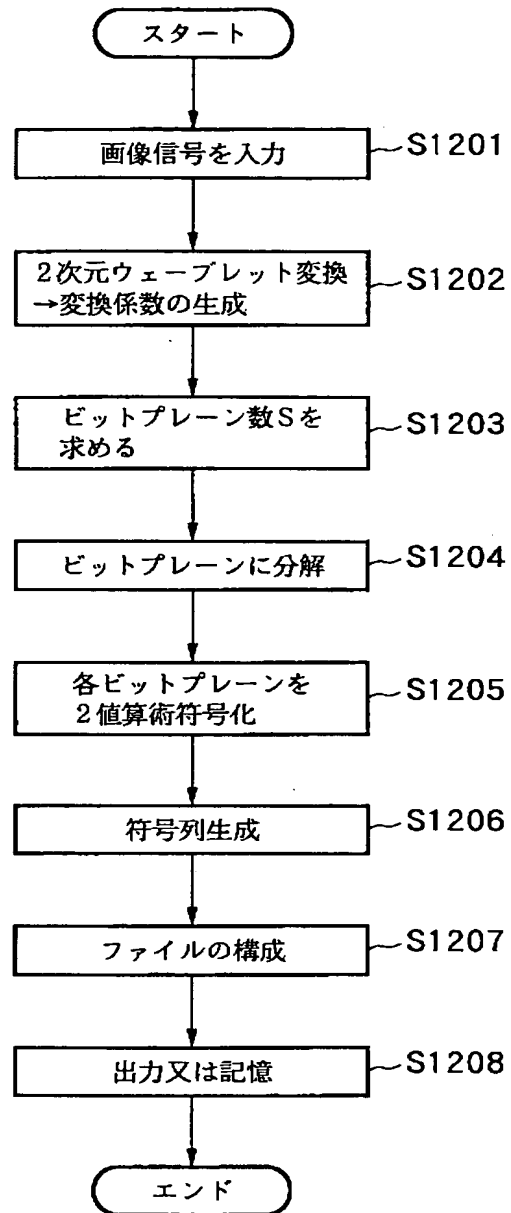 スタート
画像信号を入力
S1201
2次元ウェーブレット変換
→変換係数の生成
S1202
ビットプレーン数Sを
求める
S1203
ビットプレーンに分解
S1204
各ビットプレーンを
2値算術符号化
S1205
符号列生成
S1206
ファイルの構成
S1207
出力又は記憶
S1208
エンド